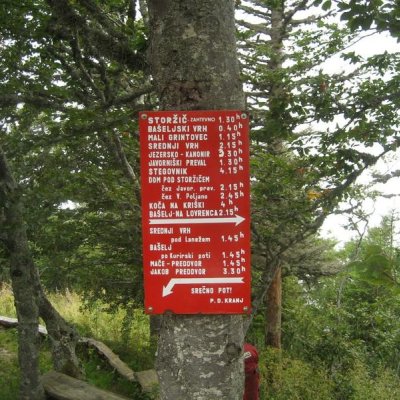 STORŽIČ-ZAHTEVNO 1.30h
BAŠELJSKI VRH 0.40h
MALI GRINTOVEC 1.15h
SREDNJI VRH 2.15h
JEZERSKO-KANONIR 3.30h
JAVORNIŠKI PREVAL 1.30h
STEGOVNIK 4.15h
DOM POD STORŽIČEM
čez Javor. prev. 2.15h
čez V. Poljano 2.45h
KOČA NA KRIŠKI 4h
BAŠELJ-NA LOVRENCA 2.15h
SREDNJI VRH
pod Lanežem 1.45h
BAŠELJ
po Kurirski poti 1.45h
MAČE-PREDDVOR 1.45h
JAKOB PREDDVOR 3.30h
SREČNO POT!
P.D. KRANJ